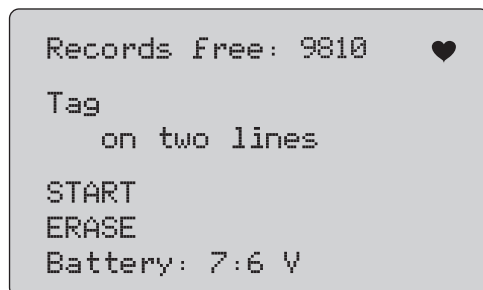 Records free: 9810 ♥
Tag
on two lines
START
ERASE
Battery: 7:6 V